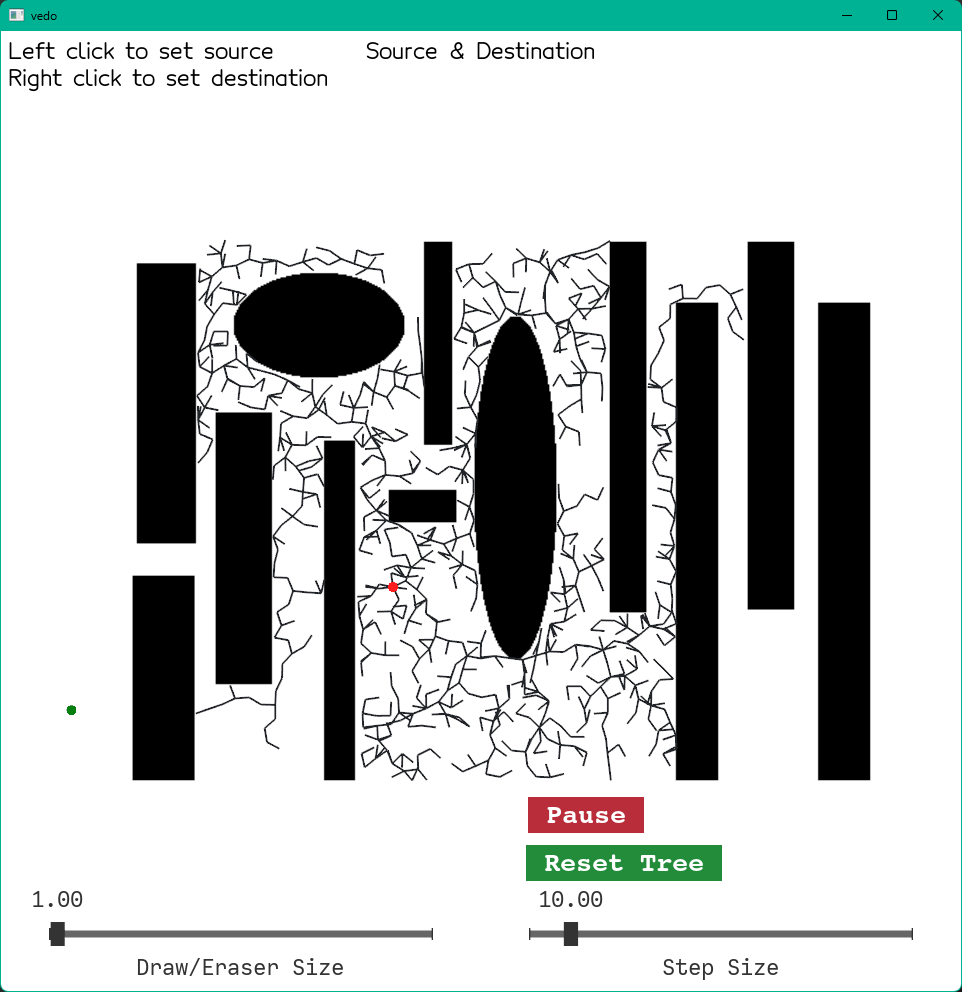 vedo
Left click to set source
Right click to set destination
Source & Destination
Pause
Reset Tree
1.00
Draw/Eraser Size
10.00
Step Size